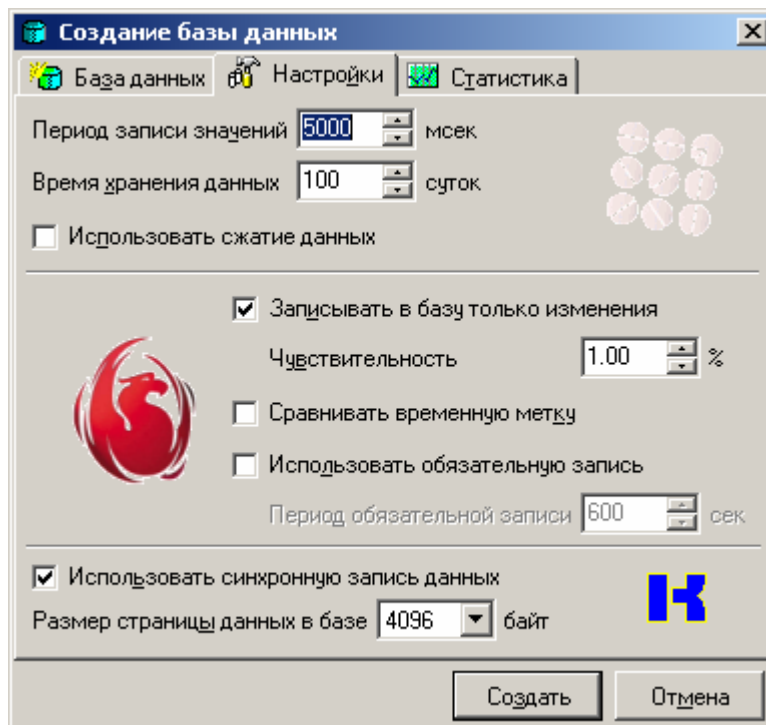 Создание базы данных
База данных Настройки Статистика
Период записи значений 5000 мсек
Время хранения данных 100 суток
Использовать сжатие данных
Записывать в базу только изменения
Чувствительность 1.00 %
Сравнивать временную метку
Использовать обязательную запись
Период обязательной записи 600 сек
Использовать синхронную запись данных
Размер страницы данных в базе 4096 байт
Создать Отмена